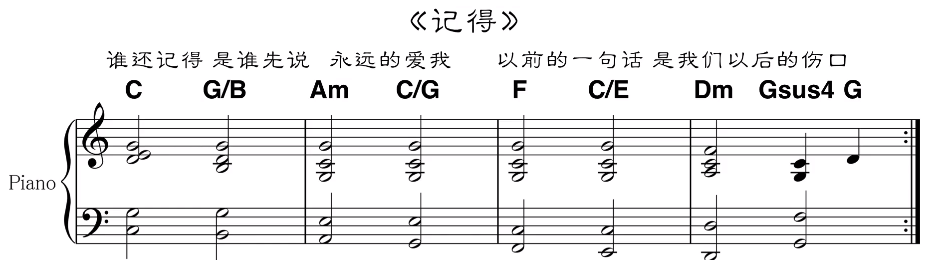 《记得》
谁还记得 是谁先说 永远的爱我 以前的一句话 是我们以后的伤口
C G/B Am C/G F C/E Dm Gsus4 G
Piano